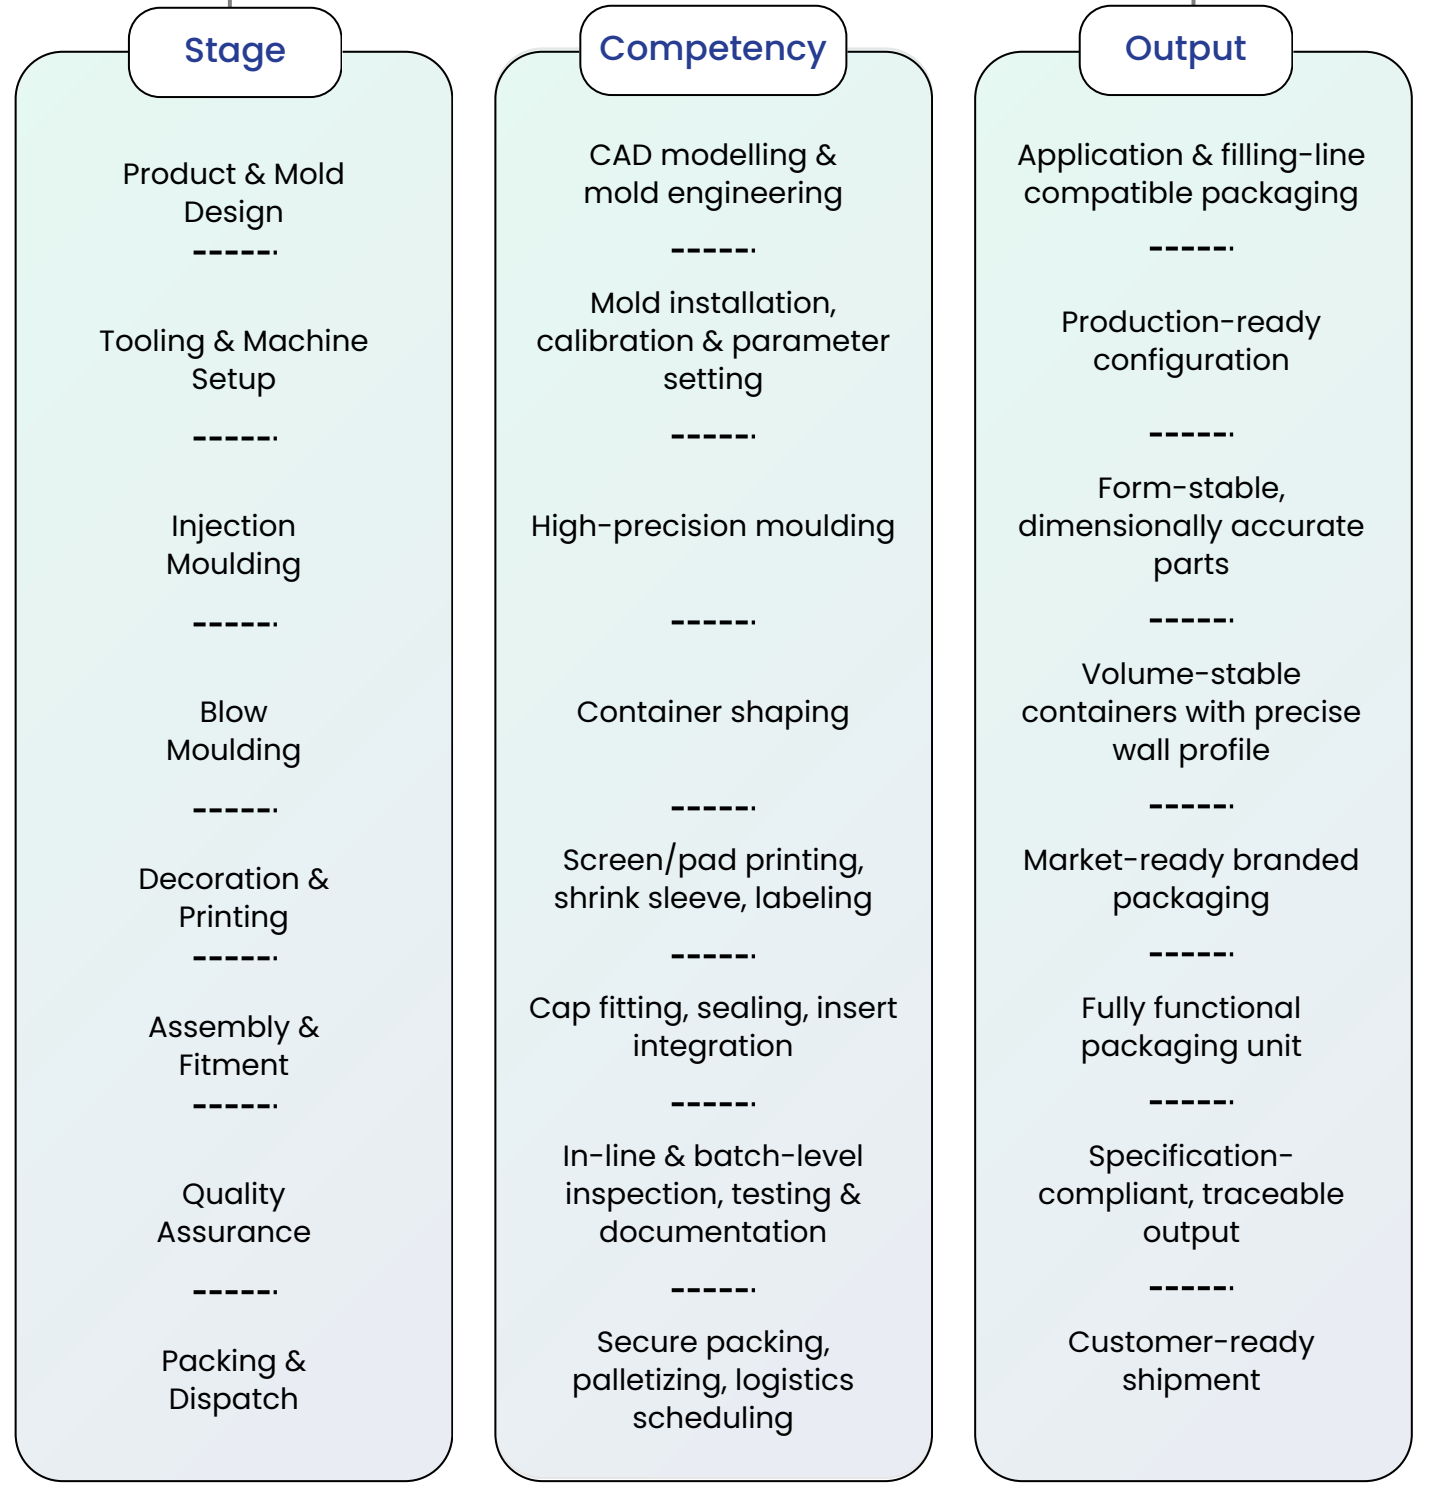 Stage
Product & Mold
Design
Tooling & Machine
Setup
Injection
Moulding
Blow
Moulding
Decoration &
Printing
Assembly &
Fitment
Quality
Assurance
Packing &
Dispatch
Competency
CAD modelling &
mold engineering
Mold installation,
calibration & parameter
setting
High-precision moulding
Container shaping
Screen/pad printing,
shrink sleeve, labeling
Cap fitting, sealing, insert
integration
In-line & batch-level
inspection, testing &
documentation
Secure packing,
palletizing, logistics
scheduling
Output
Application & filling-line
compatible packaging
Production-ready
configuration
Form-stable,
dimensionally accurate
parts
Volume-stable
containers with precise
wall profile
Market-ready branded
packaging
Fully functional
packaging unit
Specification-
compliant, traceable
output
Customer-ready
shipment